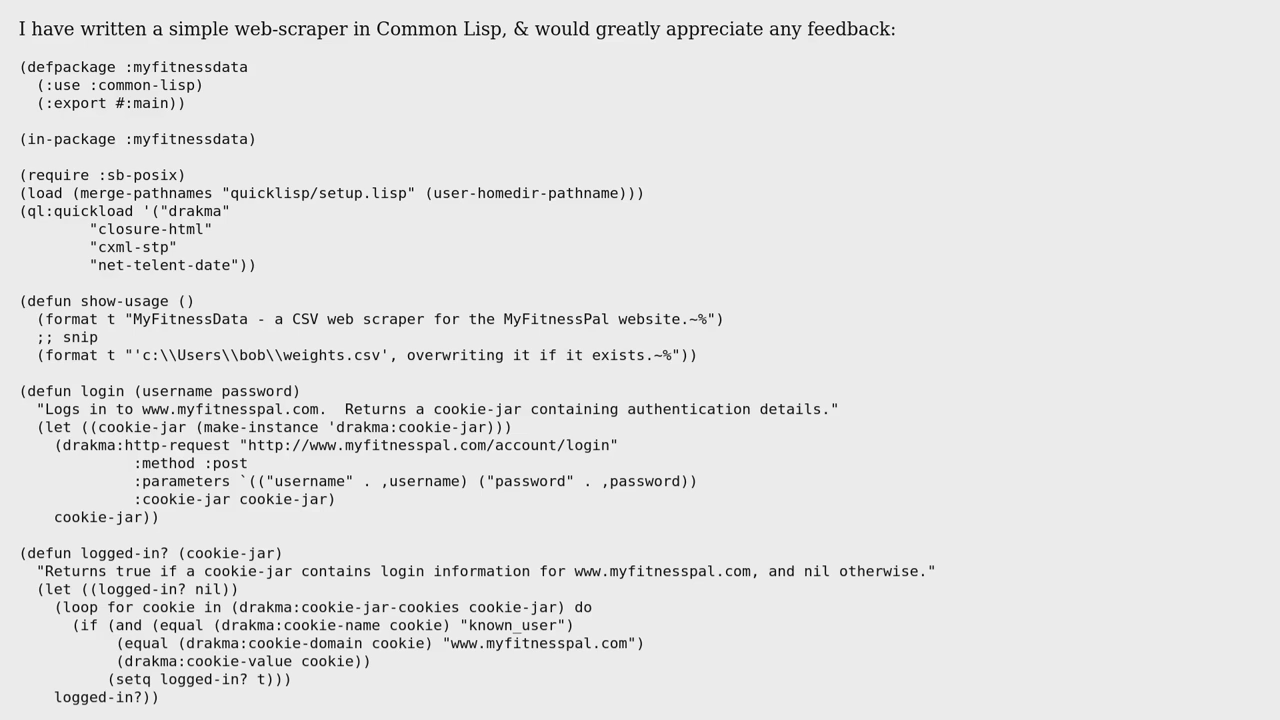 I have written a simple web-scraper in Common Lisp, & would greatly appreciate any feedback:
(defpackage :myfitnessdata
  (:use :common-lisp)
  (:export #:main))
(in-package :myfitnessdata)
(require :sb-posix)
(load (merge-pathnames "quicklisp/setup.lisp" (user-homedir-pathname)))
(ql:quickload '("drakma"
        "closure-html"
        "cxml-stp"
        "net-telent-date"))
(defun show-usage ()
  (format t "MyFitnessData - a CSV web scraper for the MyFitnessPal website.~%")
  ;; snip
  (format t "'c:\\Users\\bob\\weights.csv', overwriting it if it exists.~%"))
(defun login (username password)
  "Logs in to www.myfitnesspal.com.  Returns a cookie-jar containing authentication details."
  (let ((cookie-jar (make-instance 'drakma:cookie-jar)))
    (drakma:http-request "http://www.myfitnesspal.com/account/login"
             :method :post
             :parameters `(("username" . ,username) ("password" . ,password))
             :cookie-jar cookie-jar)
    cookie-jar))
(defun logged-in? (cookie-jar)
  "Returns true if a cookie-jar contains login information for www.myfitnesspal.com, and nil otherwise."
  (let ((logged-in? nil))
    (loop for cookie in (drakma:cookie-jar-cookies cookie-jar) do
      (if (and (equal (drakma:cookie-name cookie) "known_user")
           (equal (drakma:cookie-domain cookie) "www.myfitnesspal.com")
           (drakma:cookie-value cookie))
          (setq logged-in? t)))
    logged-in?))